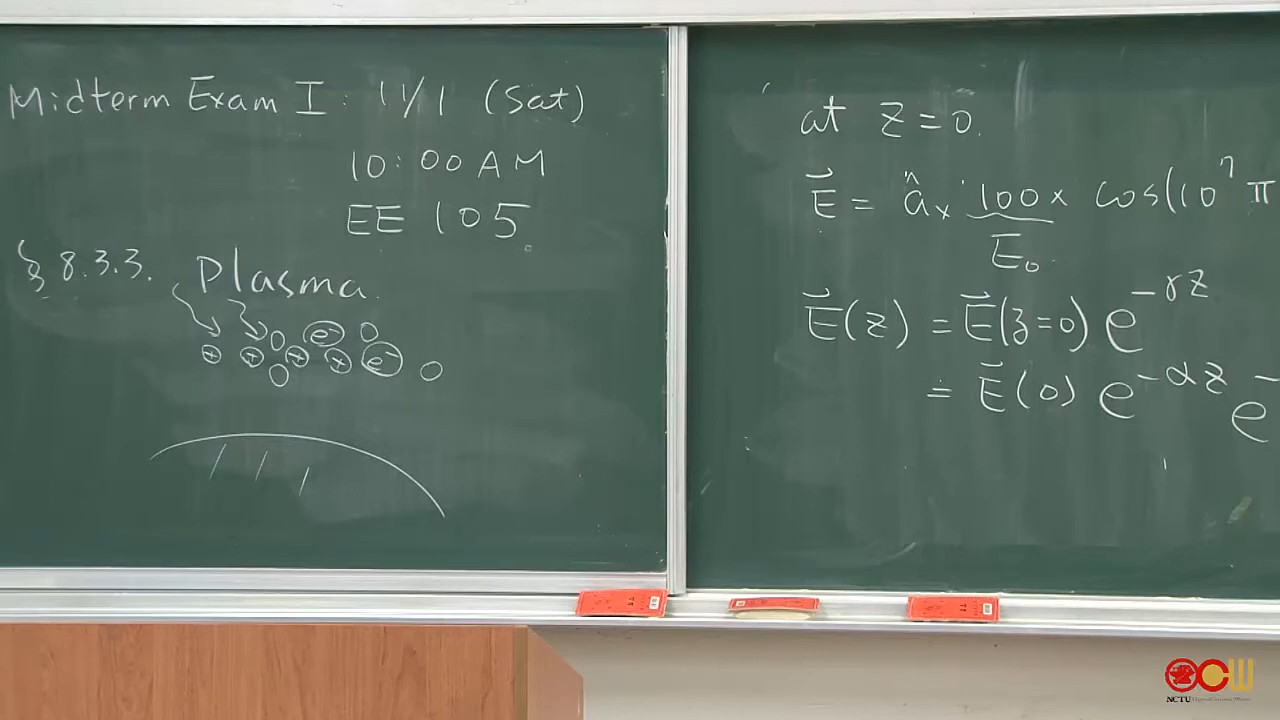 Midterm Exam I: 11/1 (Sat)
10:00 AM
EE 105.
§ 8.3.3. Plasma.
e⁻
+ + + + e⁻
at z=0.
E⃗ = âₓ 100 × cos(10⁷ π
E₀
E⃗(z) = E⃗(z=0) e^{-γz}
= E⃗(0) e^{-αz} e^{-
OCW
NCTU